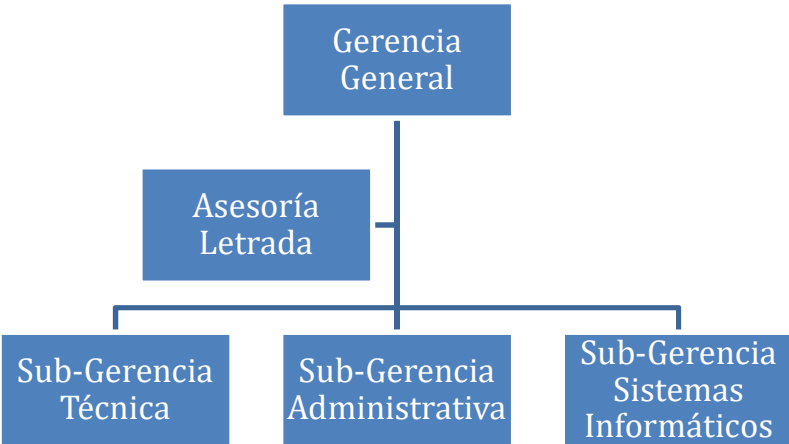 Gerencia
General
Asesoría
Letrada
Sub-Gerencia
Técnica
Sub-Gerencia
Administrativa
Sub-Gerencia
Sistemas
Informáticos